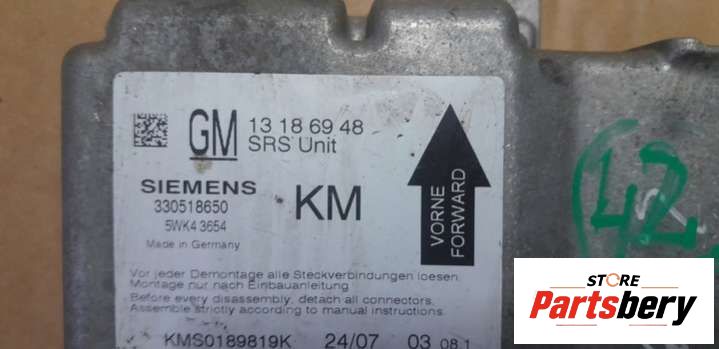 GM 13 18 69 48
SRS Unit
SIEMENS
330518650
5WK4 3654
Made in Germany
KM
VORNE
FORWARD
Vor jeder Demontage alle Steckverbindungen loesen.
Montage nur nach Einbauanleitung
Before every disassembly, detach all connectors.
Assemble strictly according to manual instructions.
KMS0189819K 24/07 03 08.1
42
STORE
Partsbery